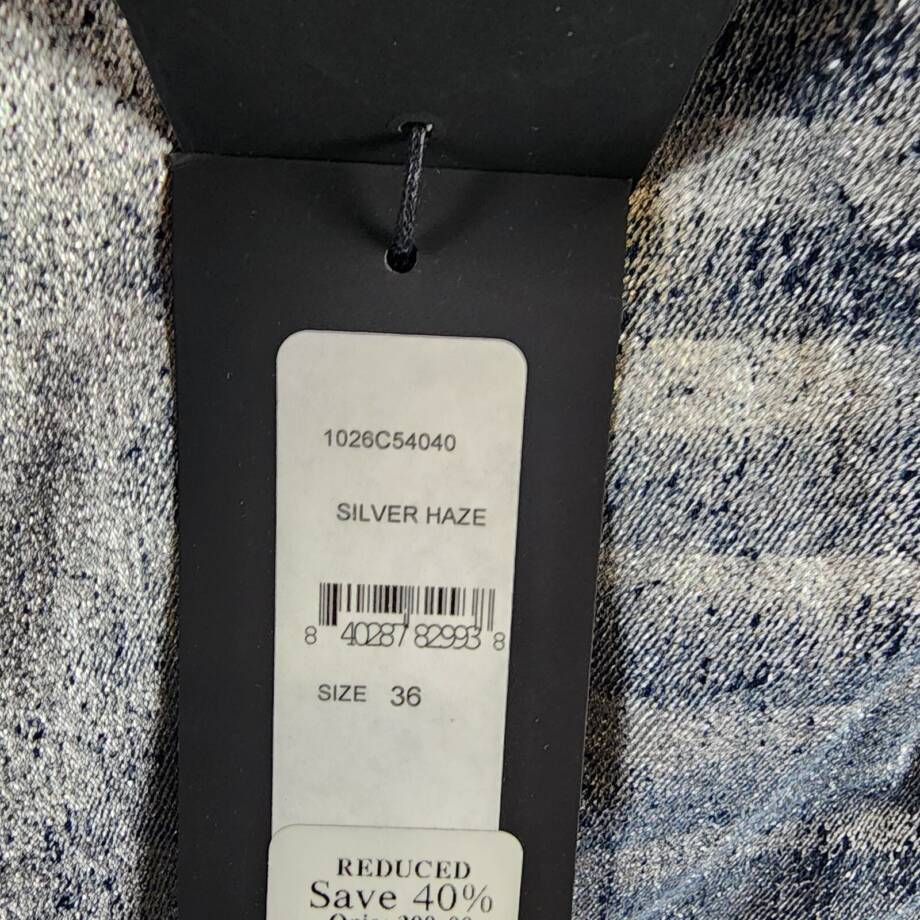 1026C54040
SILVER HAZE
8 40287 82993 8
SIZE 36
REDUCED
Save 40%